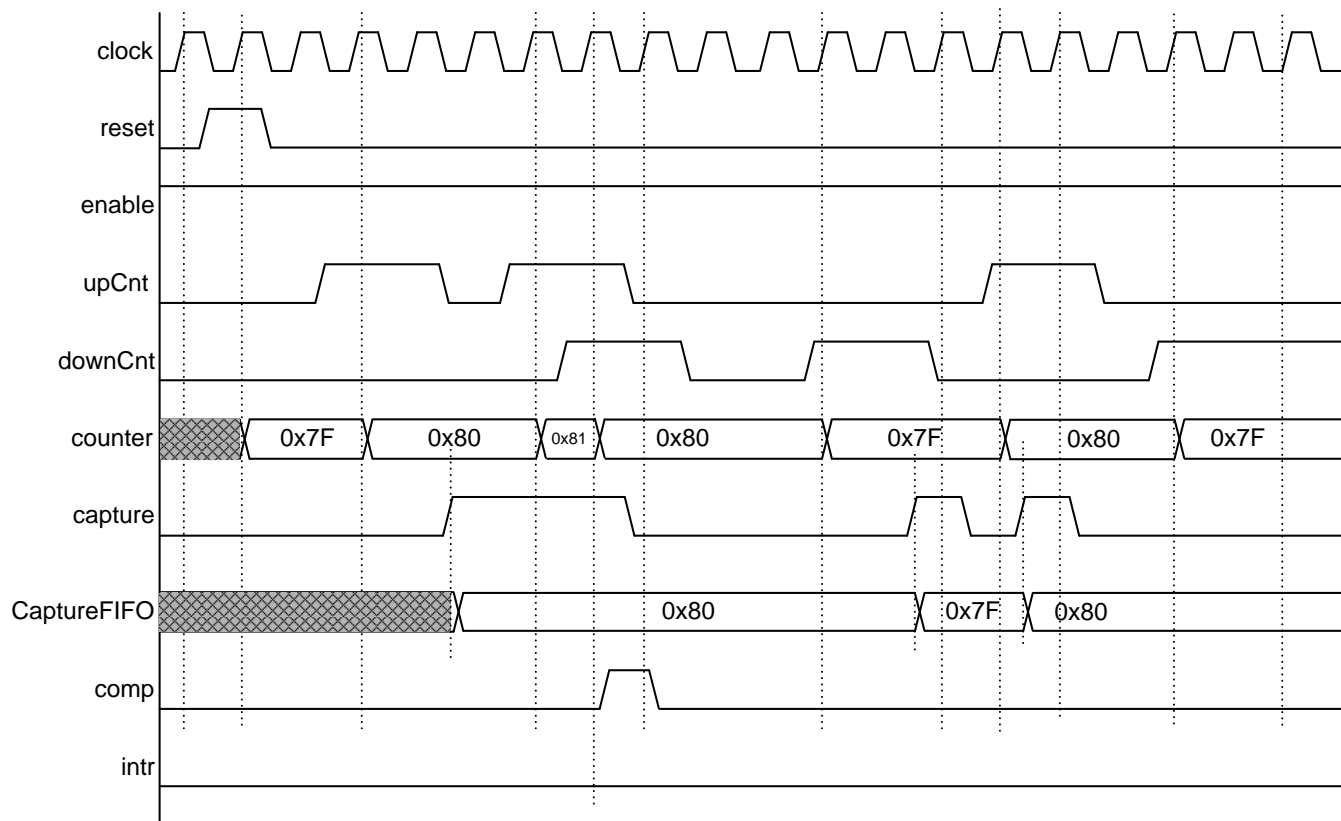 clock
reset
enable
upCnt
downCnt
counter 0x7F 0x80 0x81 0x80 0x7F 0x80 0x7F
capture
CaptureFIFO 0x80 0x7F 0x80
comp
intr